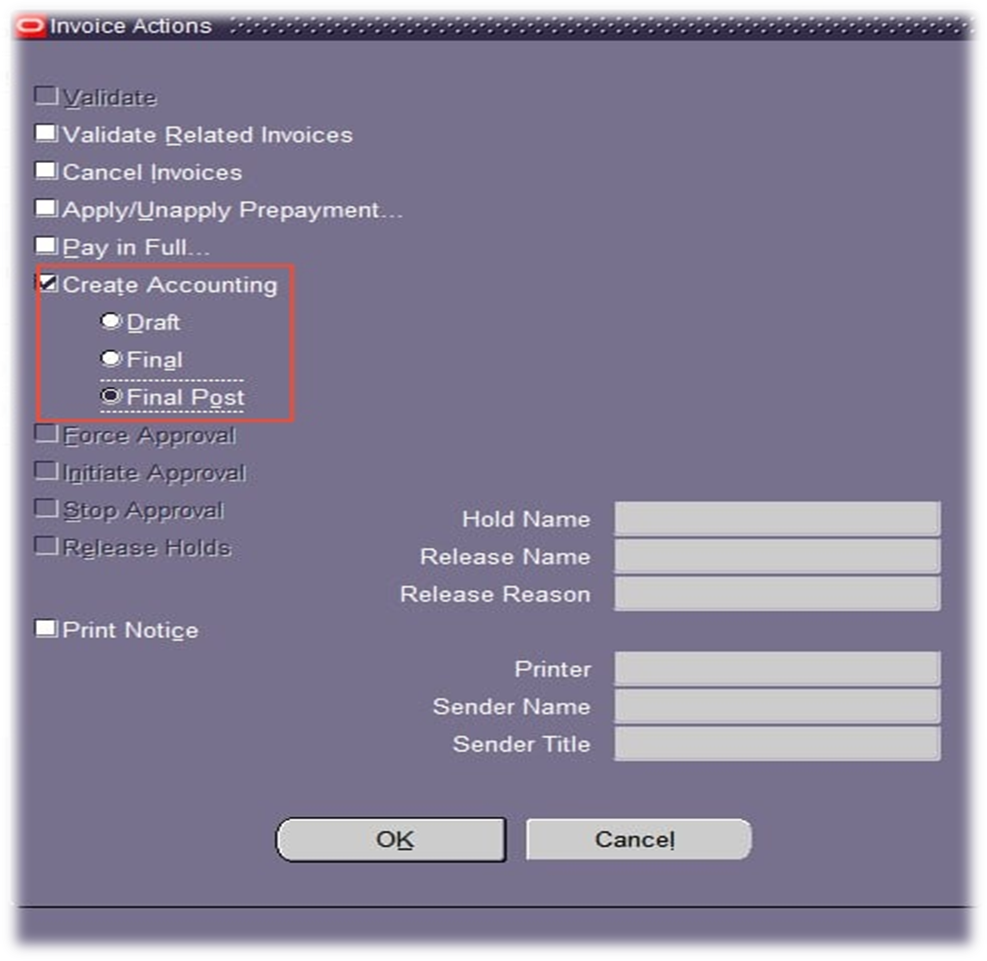 Invoice Actions
Validate
Validate Related Invoices
Cancel Invoices
Apply/Unapply Prepayment...
Pay in Full...
Create Accounting
Draft
Final
Final Post
Force Approval
Initiate Approval
Stop Approval
Release Holds
Hold Name
Release Name
Release Reason
Print Notice
Printer
Sender Name
Sender Title
OK
Cancel